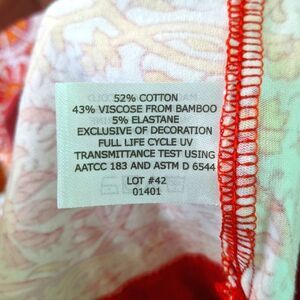 52% COTTON
43% VISCOSE FROM BAMBOO
5% ELASTANE
EXCLUSIVE OF DECORATION
FULL LIFE CYCLE UV
TRANSMITTANCE TEST USING
AATCC 183 AND ASTM D 6544
LOT #42
01401